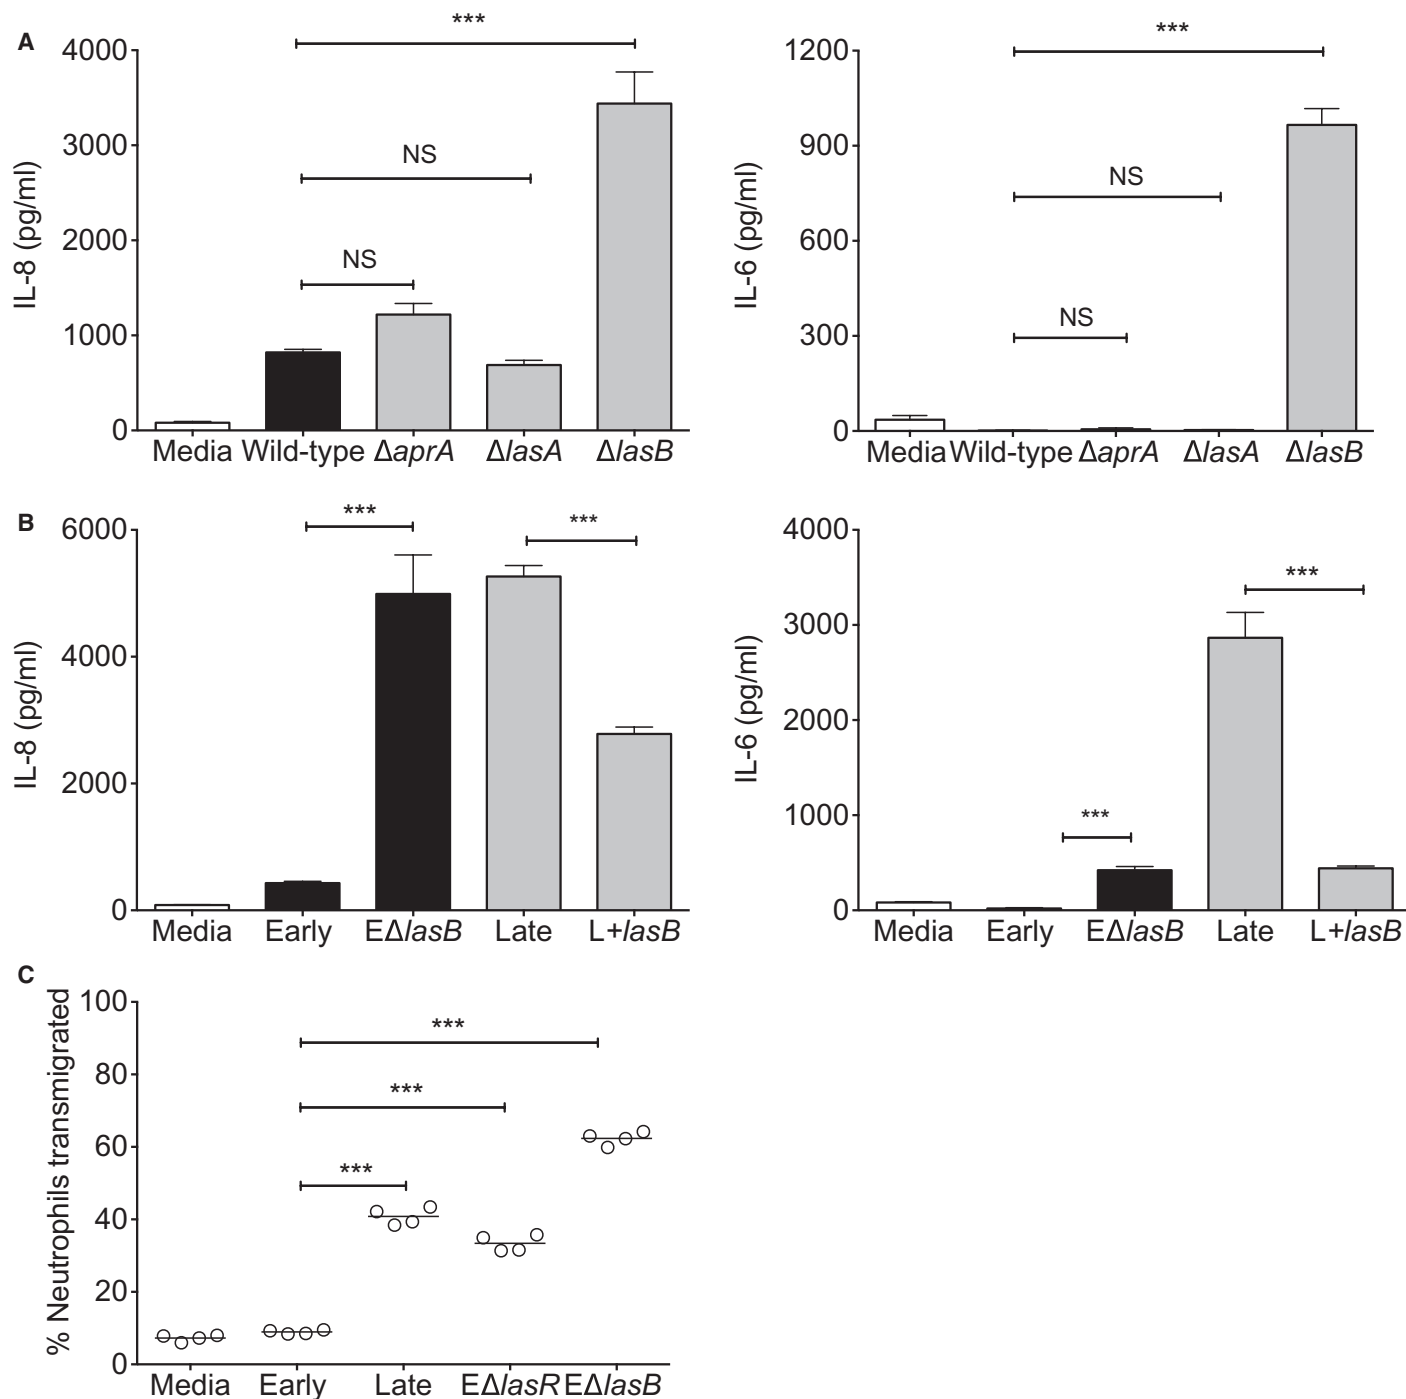 A
IL-8 (pg/ml)
4000
3000
2000
1000
0
***
NS
NS
Media Wild-type ΔaprA ΔlasA ΔlasB
IL-6 (pg/ml)
1200
900
600
300
0
***
NS
NS
Media Wild-type ΔaprA ΔlasA ΔlasB
B
IL-8 (pg/ml)
6000
4000
2000
0
***
***
Media Early EΔlasB Late L+lasB
IL-6 (pg/ml)
4000
3000
2000
1000
0
***
***
Media Early EΔlasB Late L+lasB
C
% Neutrophils transmigrated
100
80
60
40
20
0
***
***
***
Media Early Late EΔlasR EΔlasB